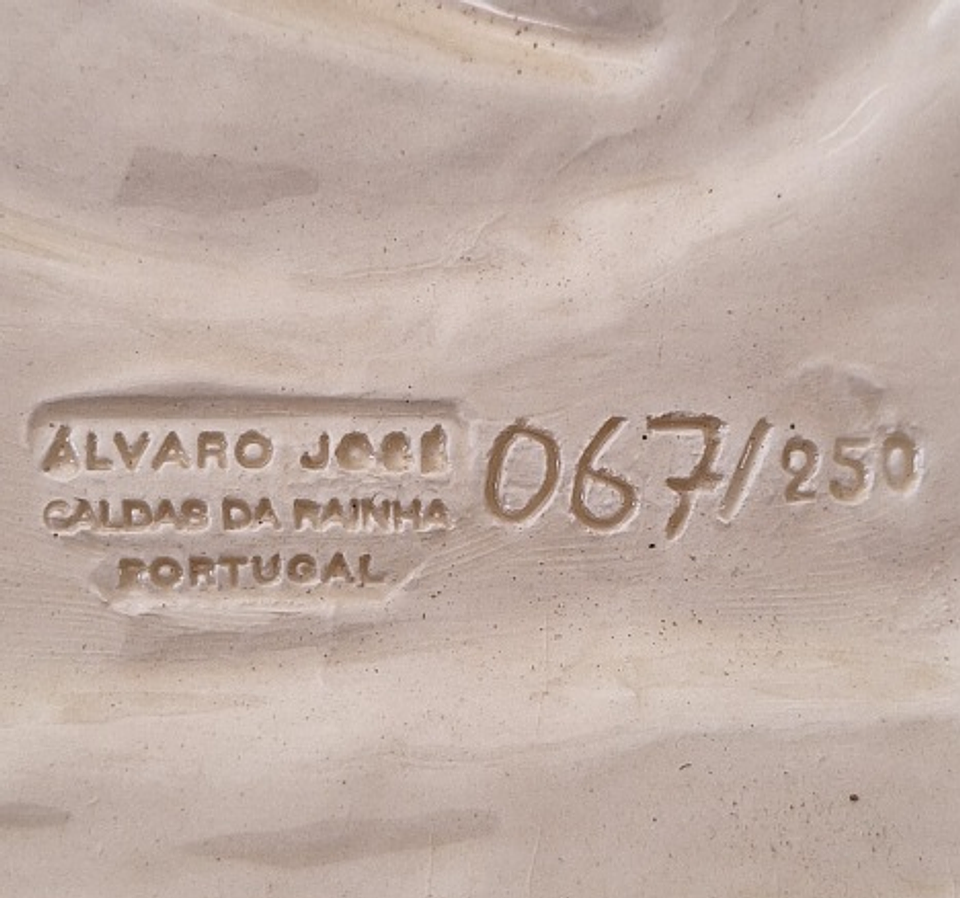 ÁLVARO JOSÉ 067/250
CALDAS DA RAINHA
PORTUGAL